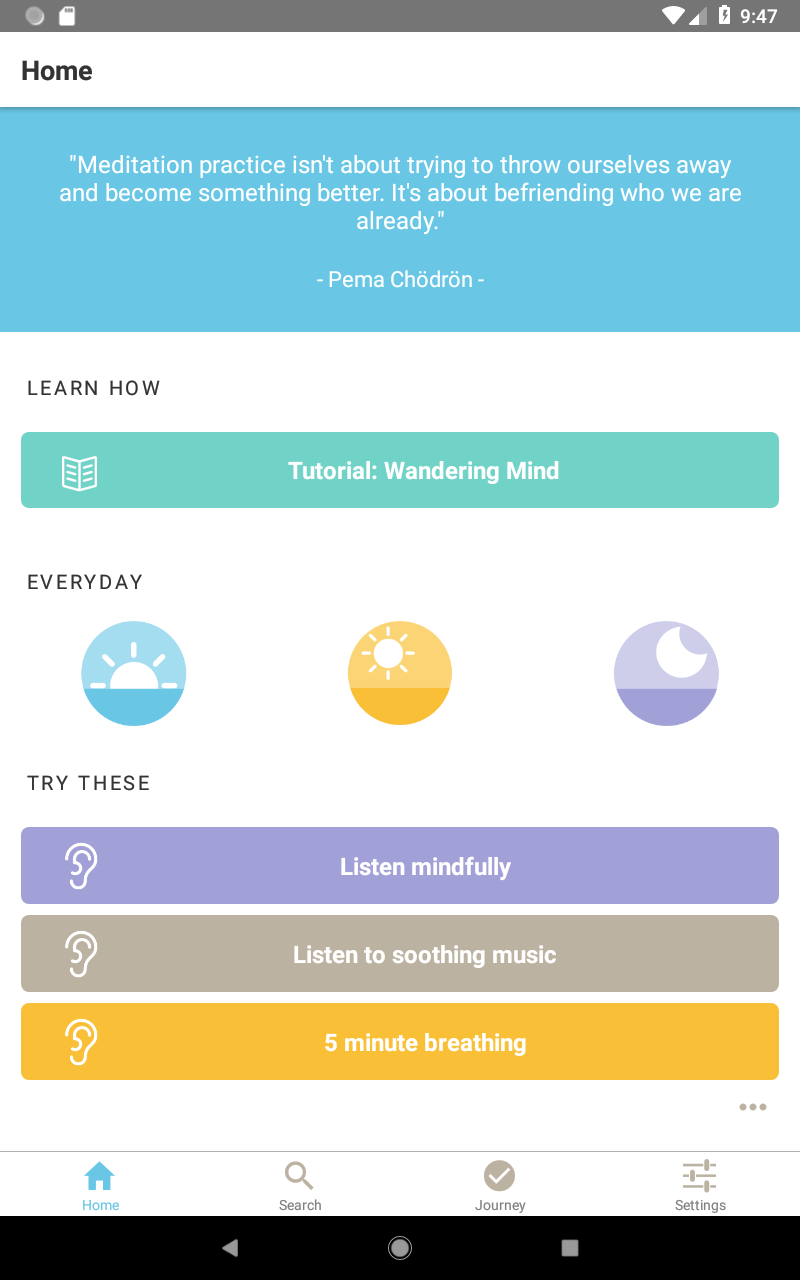 9:47
Home
"Meditation practice isn't about trying to throw ourselves away
and become something better. It's about befriending who we are
already."
- Pema Chödrön -
LEARN HOW
Tutorial: Wandering Mind
EVERYDAY
TRY THESE
Listen mindfully
Listen to soothing music
5 minute breathing
Home
Search
Journey
Settings